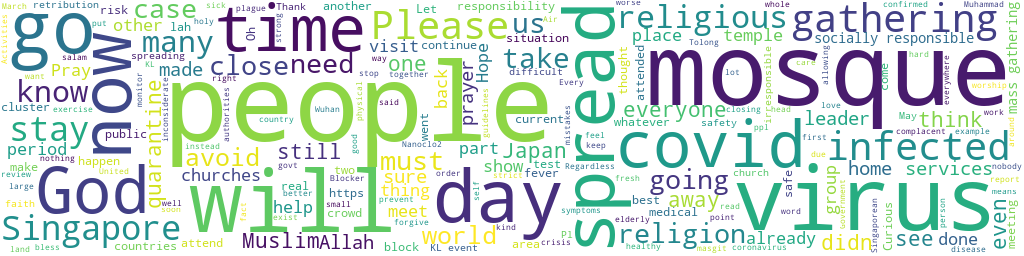 people
mosque
virus
will
day
time
spread
covid
go
now
God
Singapore
gathering
infected
religious
religion
Please
know
stay
Muslim
Allah
world
quarantine
close
need
many
case
avoid
still
churches
must
sure
thing
meet
help
us
take
one
back
prayer
Hope
part
Japan
show
going
away
everyone
leader
think
services
home
even
see
done
already
didn
group
temple
place
socially responsible
mass gathering
meeting
come
Curious
safe
medical
best
whatever
safety
thought
attended
visit
continue
situation
responsibility
difficult
current
went
test
fever
area
KL event
block
https
real
two
crowd
countries
attend
happen
public
period
cluster
make
faith
Pray
made
risk
other
lah
put
March
retribution
Thank
Oh
strong
another
Let
sick
plague
holy
Air
Every
together
stop
way
physical
guidelines
said
Wuhan
right
authorities
monitor
inconsiderate
exercise
want
KL
spreading
salam
Activities
country
instead
nothing
United
review
large
land
bless
well
soon
fact
exist
better
govt
small
Blocker
prevent
good
Nanoclo2
order
self
strict
forgive
kind
crisis
Pl
mistakes
symptoms
Regardless
keep
feel
fresh
healthy
elderly
masgit
coronavirus
point
word
church
read
first
closing
ppl
irresponsible
head
Tolong
lot
care
allowing
love
May
complacent
example
hard
everywhere
work
worship
around
nobody
report
means
disease
person
Singaporean
Government
due
confirmed
Muhammad
whole